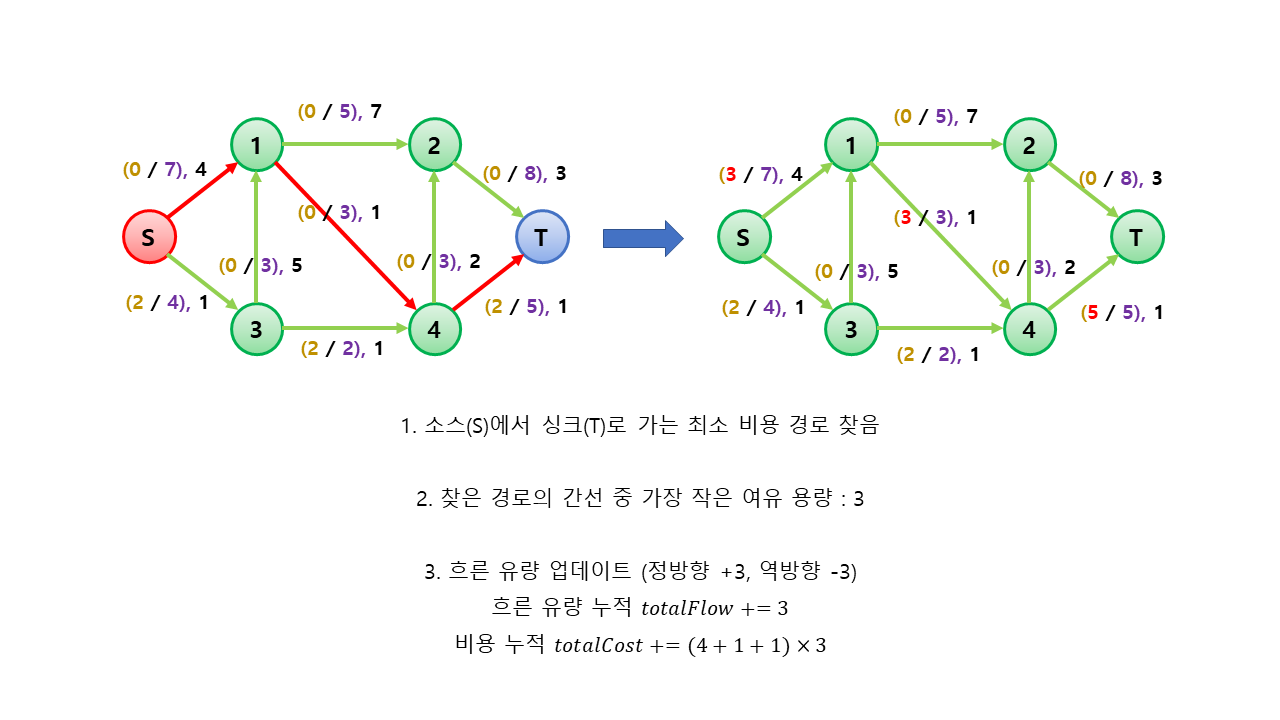 (0 / 5), 7
1
2
(0 / 7), 4
(0 / 8), 3
(0 / 3), 1
S
T
(0 / 3), 5
(0 / 3), 2
(2 / 4), 1
(2 / 5), 1
3
4
(2 / 2), 1
(0 / 5), 7
1
2
(3 / 7), 4
(0 / 8), 3
(3 / 3), 1
S
T
(0 / 3), 5
(0 / 3), 2
(2 / 4), 1
(5 / 5), 1
3
4
(2 / 2), 1
1. 소스(S)에서 싱크(T)로 가는 최소 비용 경로 찾음
2. 찾은 경로의 간선 중 가장 작은 여유 용량 : 3
3. 흐른 유량 업데이트 (정방향 +3, 역방향 -3)
흐른 유량 누적 totalFlow += 3
비용 누적 totalCost += (4 + 1 + 1) × 3